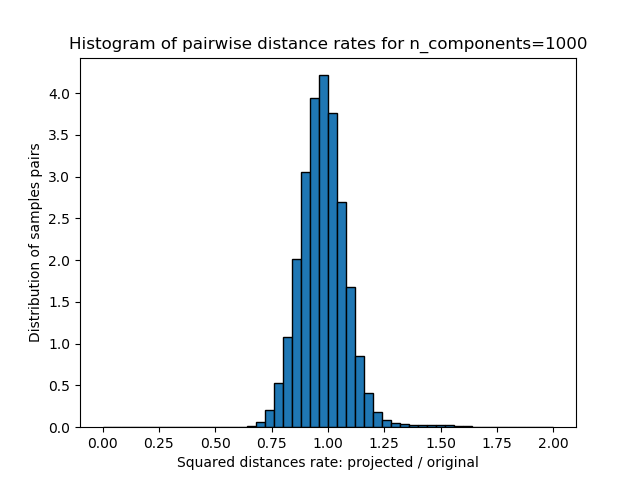 Histogram of pairwise distance rates for n_components=1000
Distribution of samples pairs
4.0
3.5
3.0
2.5
2.0
1.5
1.0
0.5
0.0
0.00 0.25 0.50 0.75 1.00 1.25 1.50 1.75 2.00
Squared distances rate: projected / original